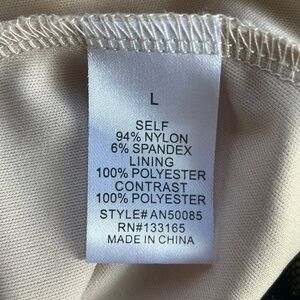 L
SELF
94% NYLON
6% SPANDEX
LINING
100% POLYESTER
CONTRAST
100% POLYESTER
STYLE# AN50085
RN#133165
MADE IN CHINA